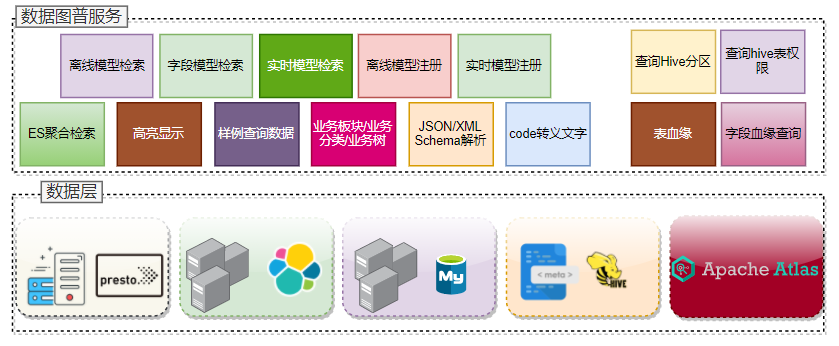 数据图普服务
离线模型检索
字段模型检索
实时模型检索
离线模型注册
实时模型注册
查询Hive分区
查询hive表权
限
ES聚合检索
高亮显示
样例查询数据
业务板块/业务
分类/业务树
JSON/XML
Schema解析
code转义文字
表血缘
字段血缘查询
数据层
presto
My
< meta >
HIVE
Apache Atlas